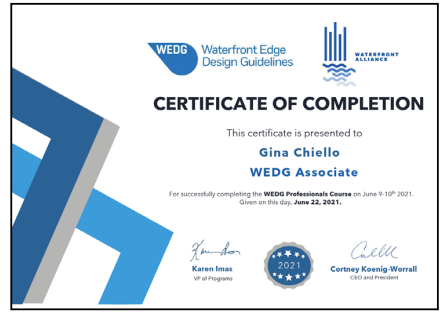 WEDG
Waterfront Edge
Design Guidelines
WATERFRONT
ALLIANCE
CERTIFICATE OF COMPLETION
This certificate is presented to
Gina Chiello
WEDG Associate
For successfully completing the WEDG Professionals Course on June 9-10th 2021.
Given on this day, June 22, 2021.
Karen Imas
VP of Programs
2021
Cortney Koenig-Worrall
CEO and President